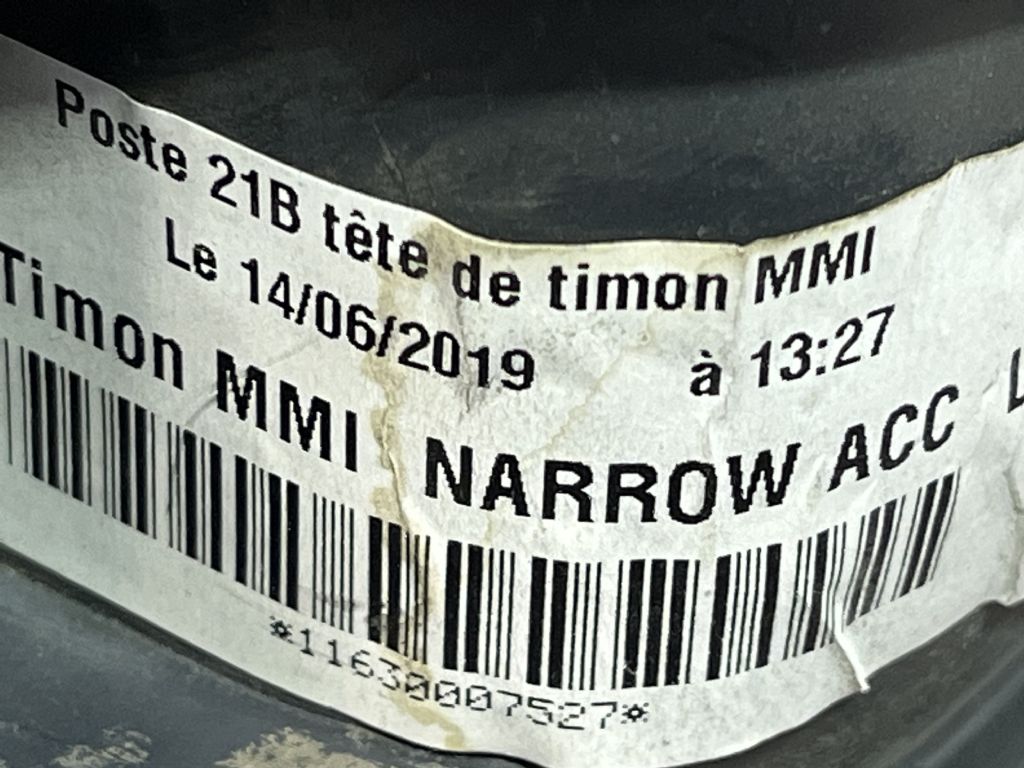 Poste 21B tête de timon MMI
Le 14/06/2019 à 13:27
Timon MMI NARROW ACC L
*11630007527*